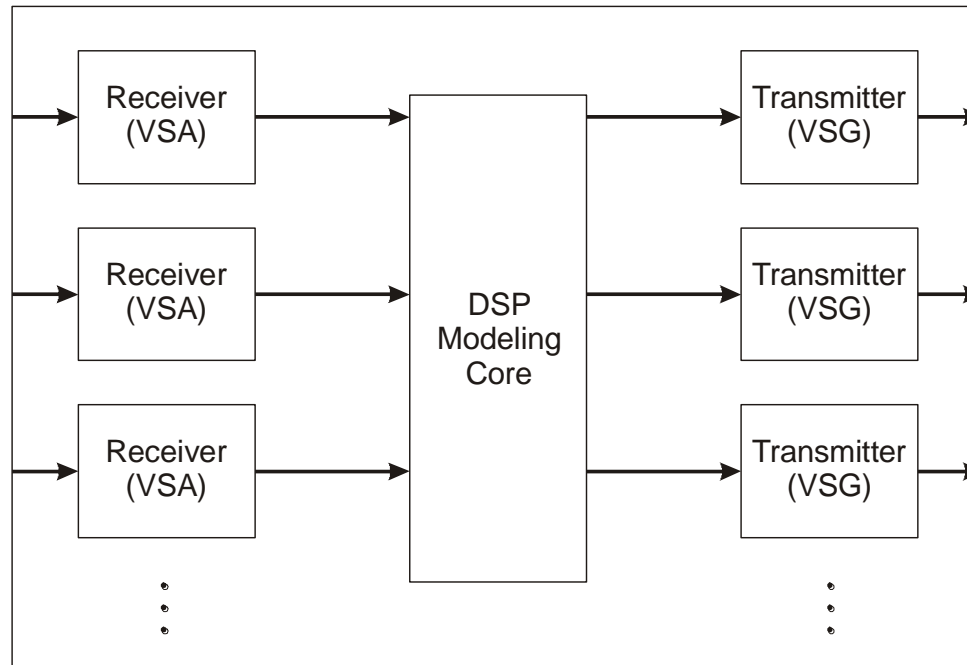 Receiver
(VSA)
Transmitter
(VSG)
Receiver
(VSA)
DSP
Modeling
Core
Transmitter
(VSG)
Receiver
(VSA)
Transmitter
(VSG)